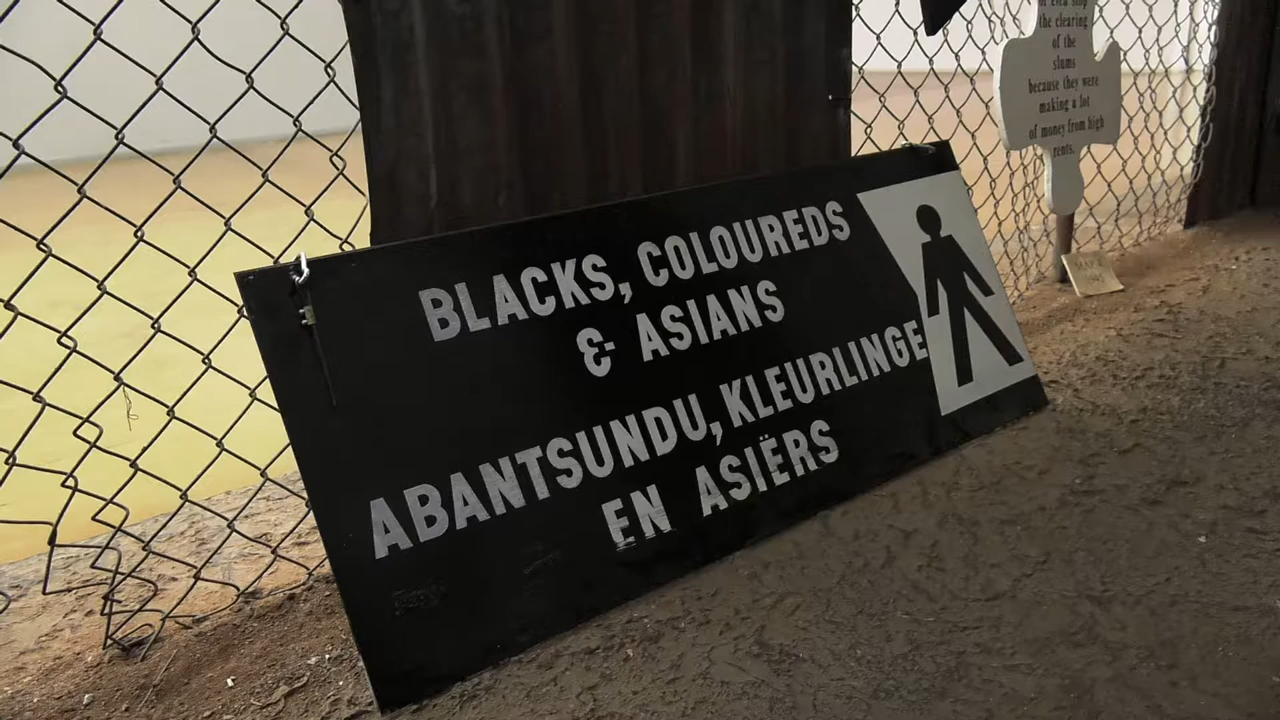 BLACKS, COLOUREDS
& ASIANS
ABANTSUNDU, KLEURLINGE
EN ASIËRS
the clearing
of the
slums
because they were
making a lot
of money from high
rents.